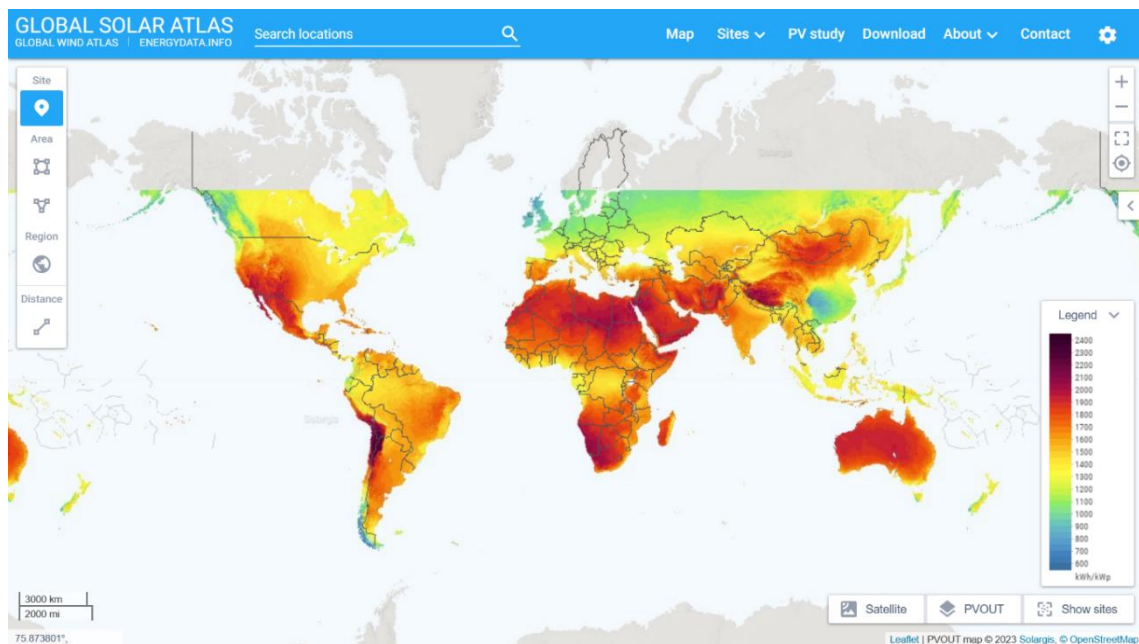 GLOBAL SOLAR ATLAS
GLOBAL WIND ATLAS | ENERGYDATA.INFO
Search locations
Map Sites PV study Download About Contact
Site
Area
Region
Distance
Solargis
Solargis
Legend
2400
2300
2200
2100
2000
1900
1800
1700
1600
1500
1400
1300
1200
1100
1000
900
800
700
600
kWh/kWp
3000 km
2000 mi
Satellite PVOUT Show sites
75.873801°,
Leaflet | PVOUT map © 2023 Solargis, © OpenStreetMap